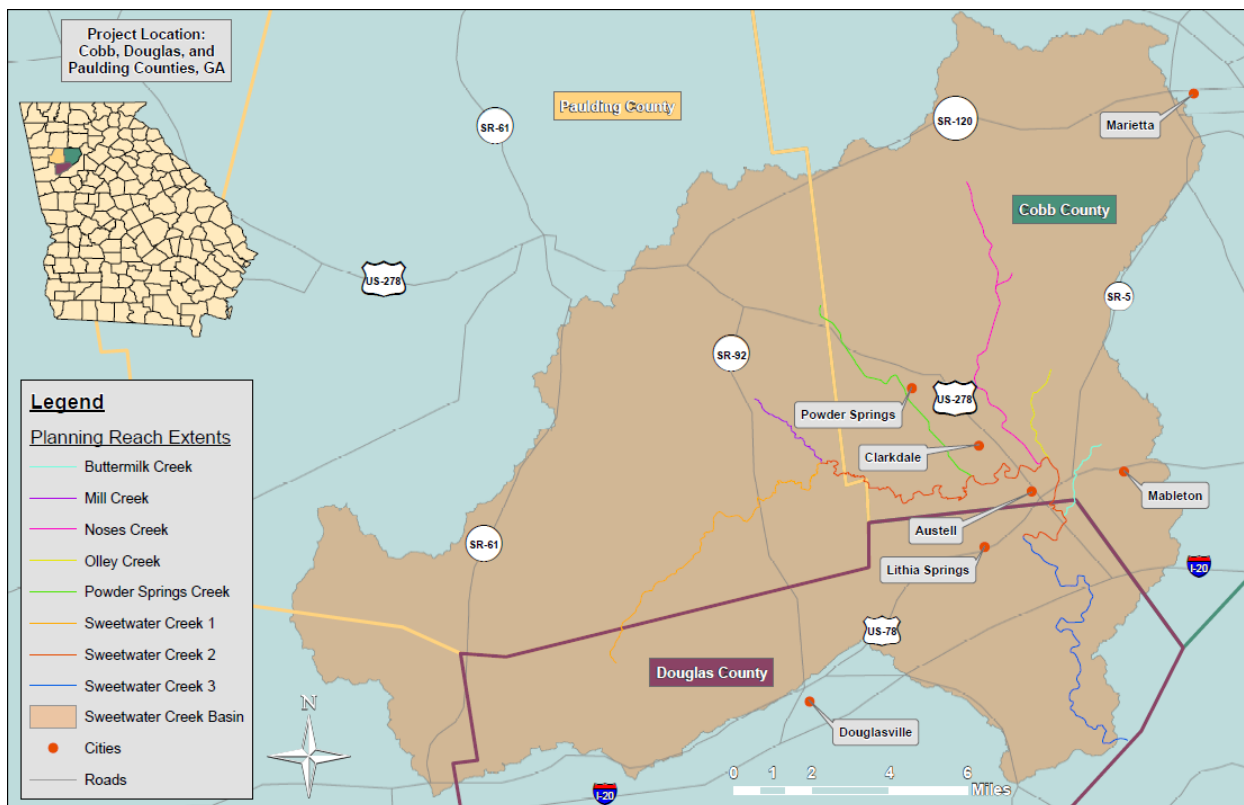 Project Location:
Cobb, Douglas, and
Paulding Counties, GA
Paulding County
SR-61
SR-120
Marietta
Cobb County
US-278
SR-5
SR-92
Powder Springs
US-278
Clarkdale
Mableton
Austell
Lithia Springs
I-20
SR-61
US-78
Douglas County
Douglasville
I-20
Legend
Planning Reach Extents
Buttermilk Creek
Mill Creek
Noses Creek
Olley Creek
Powder Springs Creek
Sweetwater Creek 1
Sweetwater Creek 2
Sweetwater Creek 3
Sweetwater Creek Basin
Cities
Roads
N
0 1 2 4 6
Miles